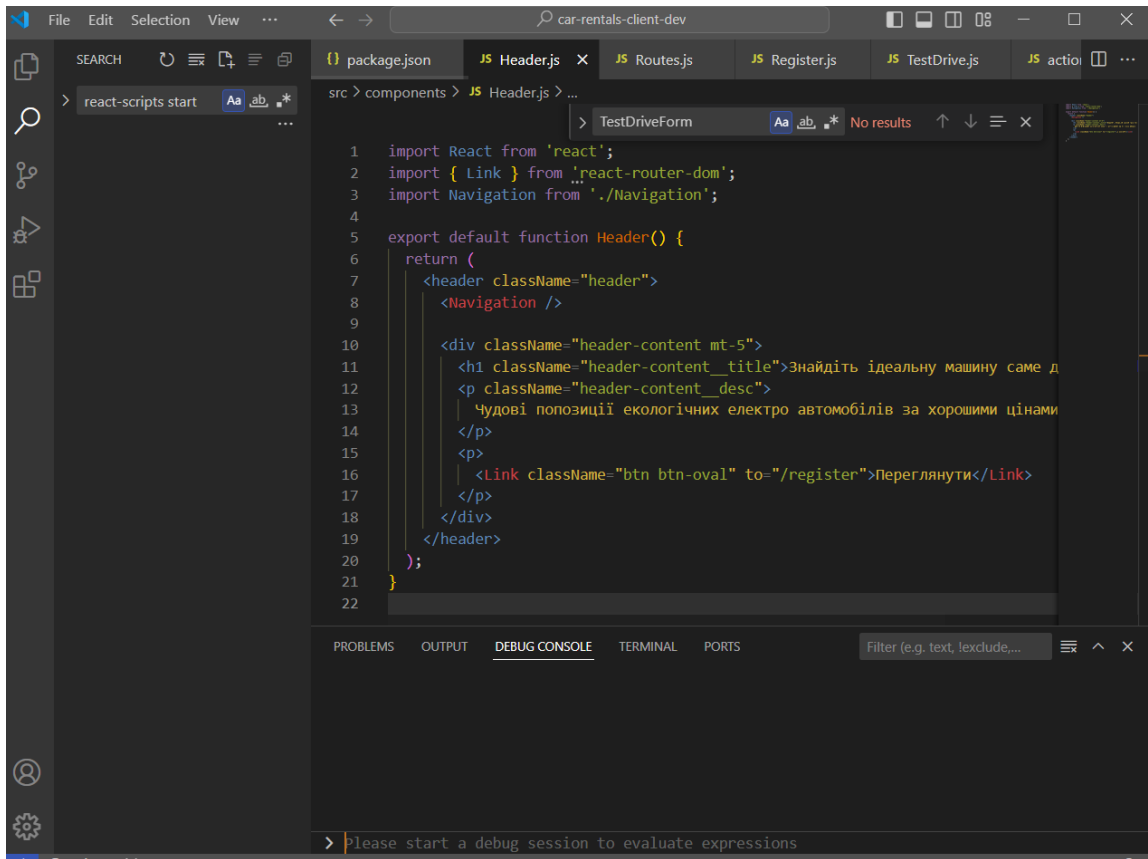 File Edit Selection View ··· car-rentals-client-dev
SEARCH
react-scripts start Aa ab .*
{} package.json JS Header.js JS Routes.js JS Register.js JS TestDrive.js JS action
src > components > JS Header.js > ...
TestDriveForm Aa ab .* No results
1 import React from 'react';
2 import { Link } from 'react-router-dom';
3 import Navigation from './Navigation';
4
5 export default function Header() {
6 return (
7 <header className="header">
8 <Navigation />
9
10 <div className="header-content mt-5">
11 <h1 className="header-content__title">Знайдіть ідеальну машину саме д
12 <p className="header-content__desc">
13 Чудові попозиції екологічних електро автомобілів за хорошими цінами
14 </p>
15 <p>
16 <Link className="btn btn-oval" to="/register">Переглянути</Link>
17 </p>
18 </div>
19 </header>
20 );
21 }
22
PROBLEMS OUTPUT DEBUG CONSOLE TERMINAL PORTS Filter (e.g. text, !exclude,...
Please start a debug session to evaluate expressions